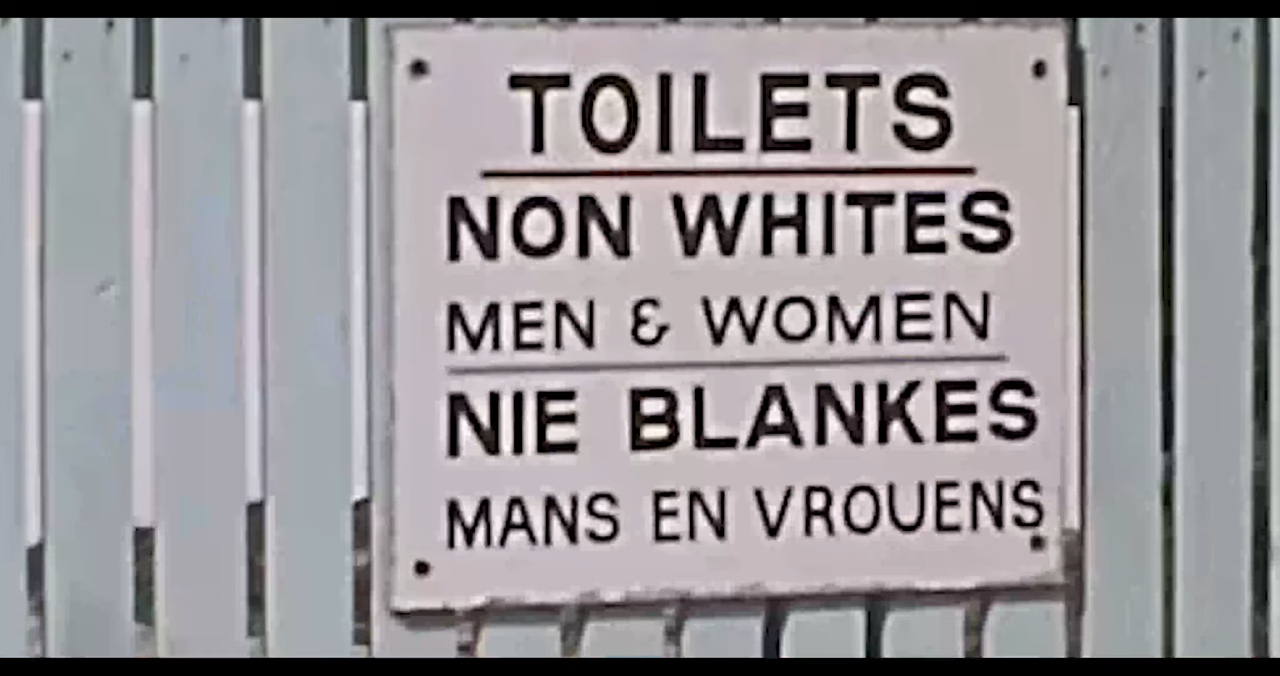 TOILETS
NON WHITES
MEN & WOMEN
NIE BLANKES
MANS EN VROUENS